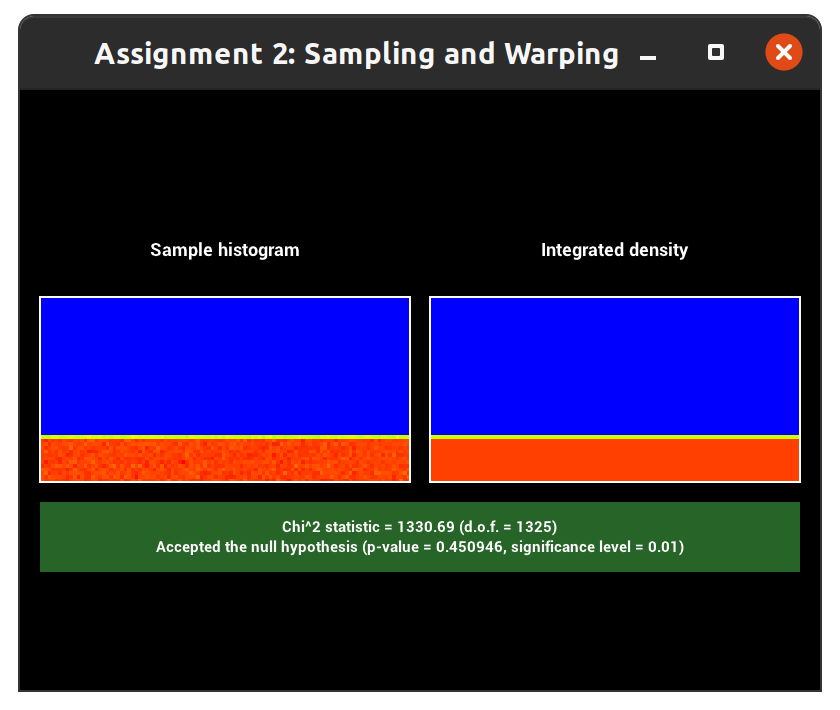 Assignment 2: Sampling and Warping
Sample histogram
Integrated density
Chi^2 statistic = 1330.69 (d.o.f. = 1325)
Accepted the null hypothesis (p-value = 0.450946, significance level = 0.01)